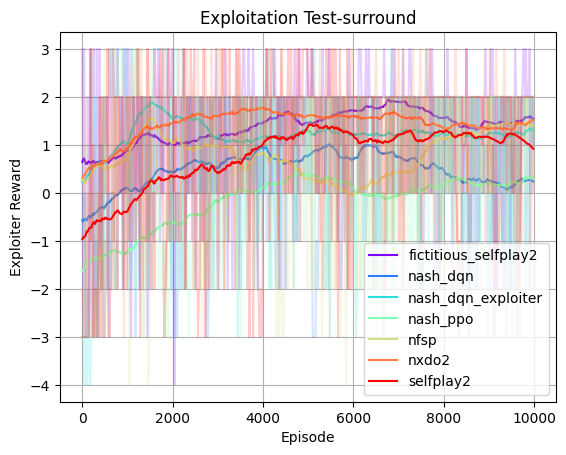 Exploitation Test-surround
Exploiter Reward
3
2
1
0
−1
−2
−3
−4
fictitious_selfplay2
nash_dqn
nash_dqn_exploiter
nash_ppo
nfsp
nxdo2
selfplay2
0
2000
4000
6000
8000
10000
Episode